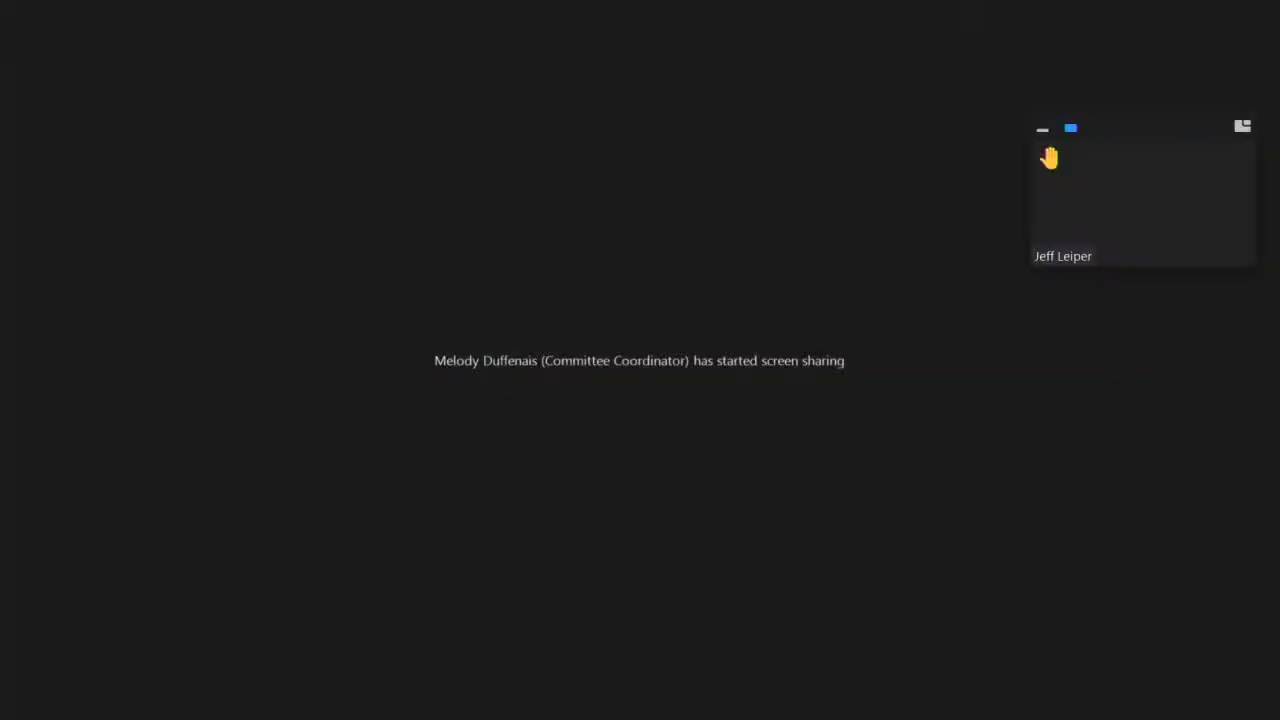 Jeff Leiper
Melody Duffenais (Committee Coordinator) has started screen sharing